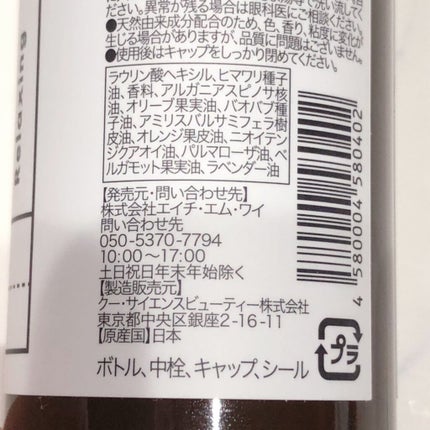 ださい。異常が残る場合は眼科医にご相談ください。
●天然由来成分配合のため、色、香り、粘度に変化が
生じる場合がありますが、品質に問題はございません。
●使用後はキャップをしっかり閉めてください。
ラウリン酸ヘキシル、ヒマワリ種子
油、香料、アルガニアスピノサ核
油、オリーブ果実油、バオバブ種
子油、アミリスバルサミフェラ樹
皮油、オレンジ果皮油、ニオイテン
ジクアオイ油、パルマローザ油、ベ
ルガモット果実油、ラベンダー油
【発売元・問い合わせ先】
株式会社エイチ・エム・ワイ
問い合わせ先
050-5370-7794
10:00〜17:00
土日祝日年末年始除く
【製造販売元】
クー・サイエンスビューティー株式会社
東京都中央区銀座2-16-11
【原産国】日本
ボトル、中栓、キャップ、シール
プラ
4580004580402
Relaxing